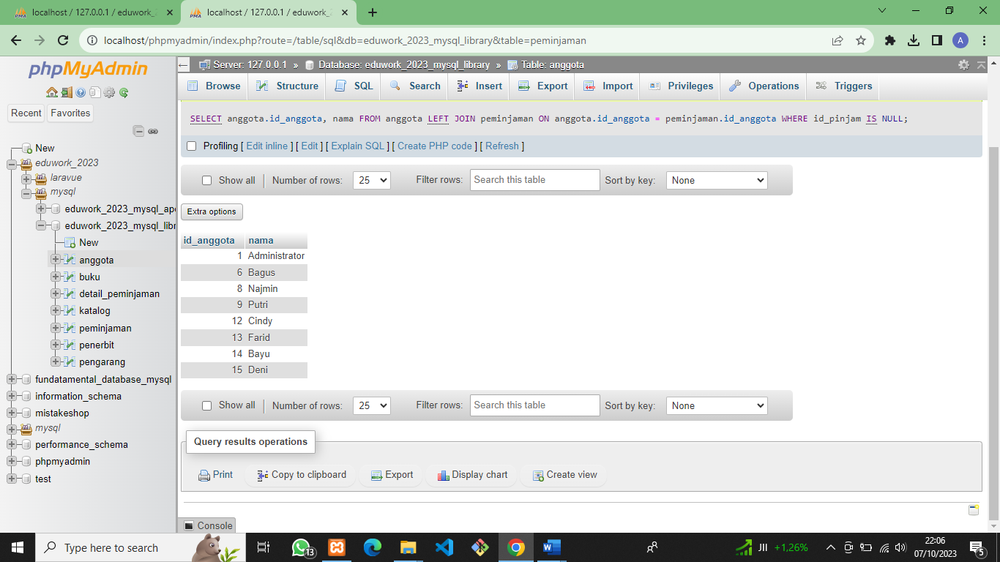 localhost / 127.0.0.1 / eduwork_2
localhost / 127.0.0.1 / eduwork_2
localhost/phpmyadmin/index.php?route=/table/sql&db=eduwork_2023_mysql_library&table=peminjaman
A
phpMyAdmin
Recent Favorites
New
eduwork_2023
laravue
mysql
eduwork_2023_mysql_ape
eduwork_2023_mysql_libr
New
anggota
buku
detail_peminjaman
katalog
peminjaman
penerbit
pengarang
fundatamental_database_mysql
information_schema
mistakeshop
mysql
performance_schema
phpmyadmin
test
Server: 127.0.0.1 » Database: eduwork_2023_mysql_library » Table: anggota
Browse Structure SQL Search Insert Export Import Privileges Operations Triggers
SELECT anggota.id_anggota, nama FROM anggota LEFT JOIN peminjaman ON anggota.id_anggota = peminjaman.id_anggota WHERE id_pinjam IS NULL;
Profiling [ Edit inline ] [ Edit ] [ Explain SQL ] [ Create PHP code ] [ Refresh ]
Show all Number of rows: 25 Filter rows: Search this table Sort by key: None
Extra options
id_anggota nama
1 Administrator
6 Bagus
8 Najmin
9 Putri
12 Cindy
13 Farid
14 Bayu
15 Deni
Show all Number of rows: 25 Filter rows: Search this table Sort by key: None
Query results operations
Print Copy to clipboard Export Display chart Create view
Console
Type here to search
13
JII +1,26%
22:06
07/10/2023
5